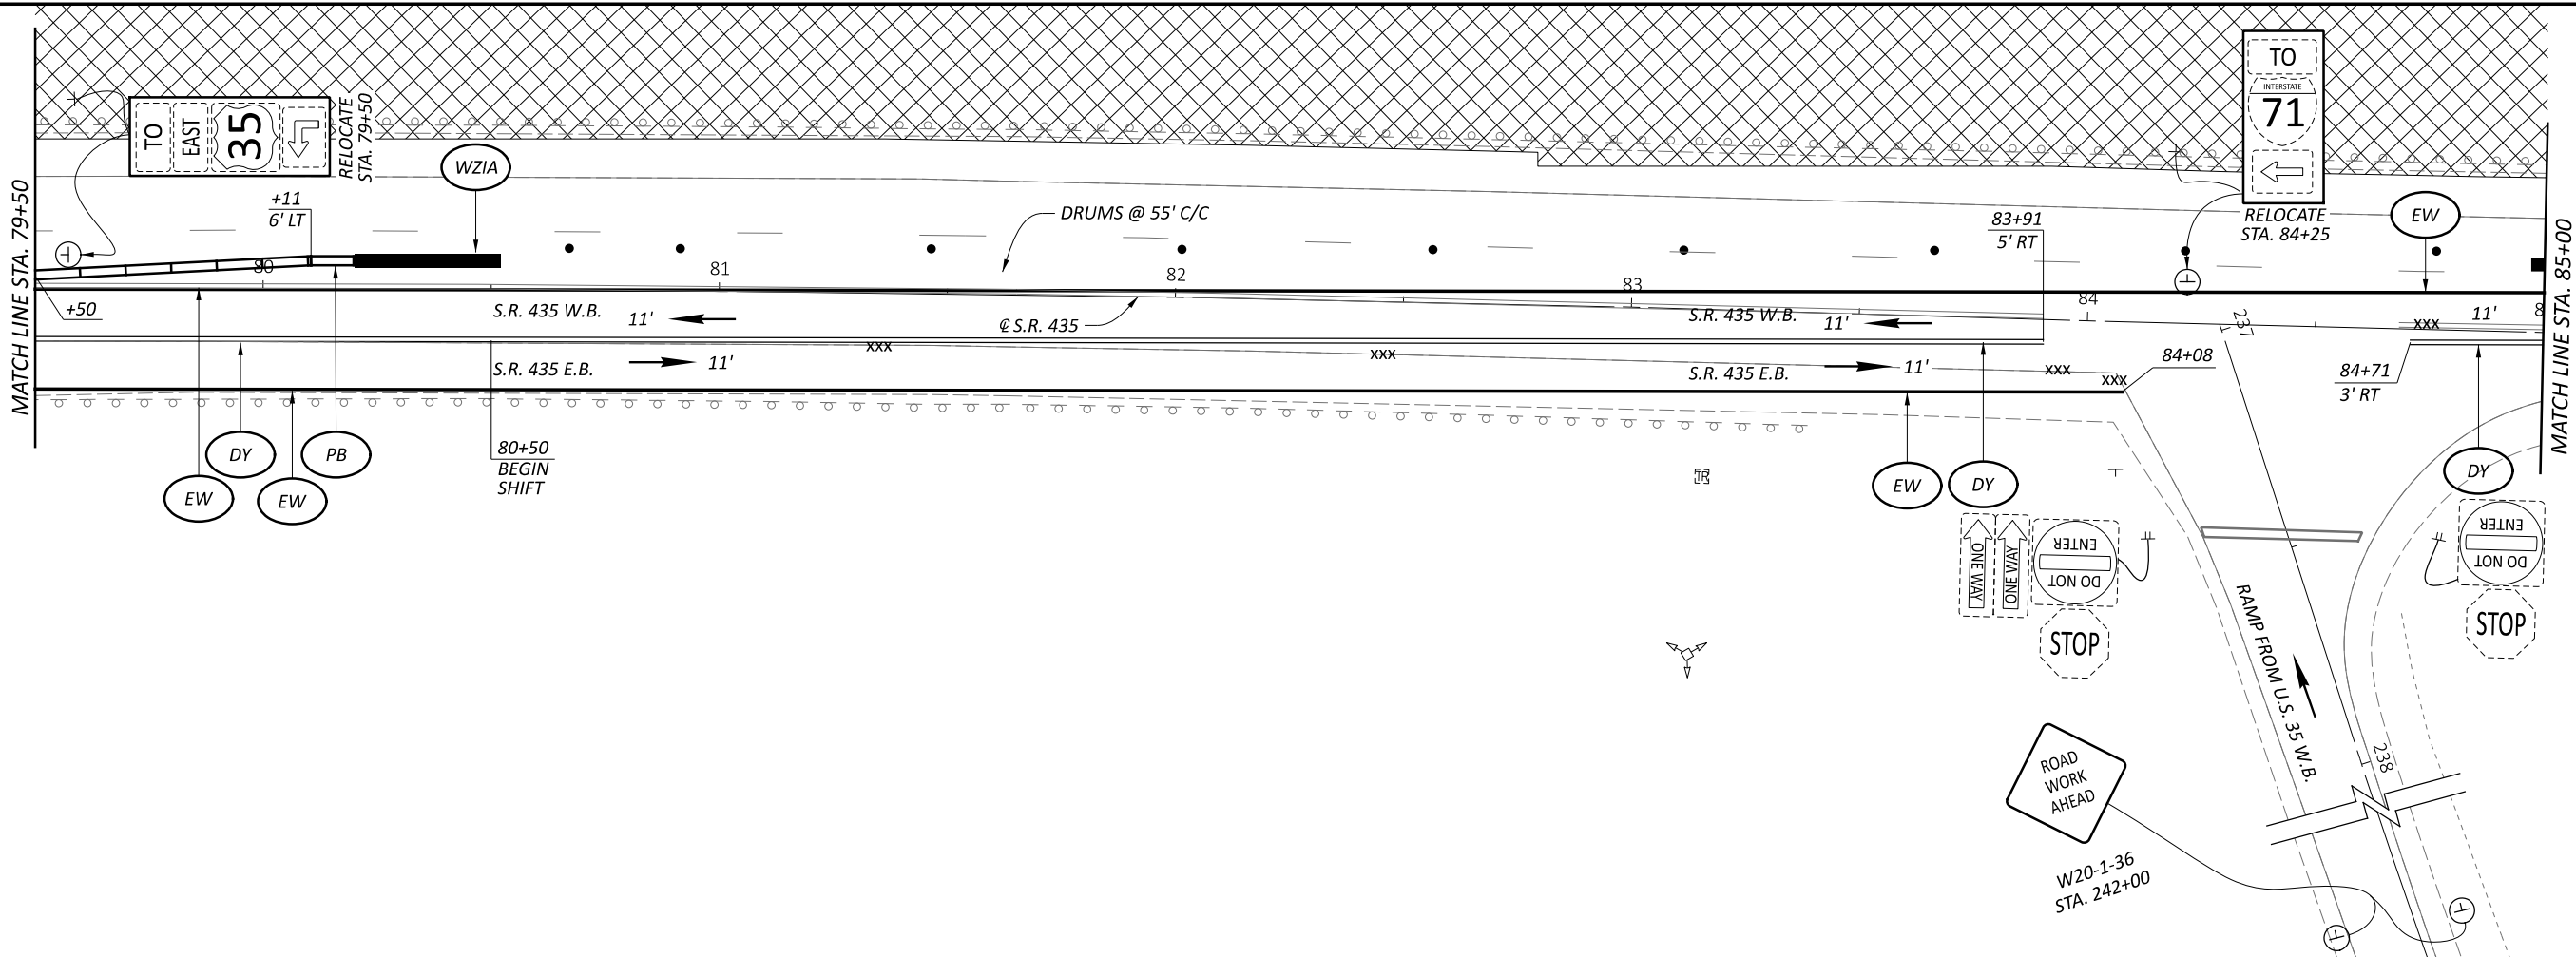 MATCH LINE STA. 79+50
TO
EAST
35
RELOCATE
STA. 79+50
WZIA
+11
6' LT
DRUMS @ 55' C/C
83+91
5' RT
TO
INTERSTATE
71
RELOCATE
STA. 84+25
EW
MATCH LINE STA. 85+00
80
81
82
83
84
8
237
+50
S.R. 435 W.B.
11'
℄ S.R. 435
S.R. 435 W.B.
11'
XXX
11'
XXX
XXX
XXX
XXX
S.R. 435 E.B.
11'
S.R. 435 E.B.
11'
84+08
84+71
3' RT
DY
EW
EW
PB
80+50
BEGIN
SHIFT
TR
EW
DY
DY
ONE WAY
ONE WAY
DO NOT
ENTER
STOP
DO NOT
ENTER
STOP
RAMP FROM U.S. 35 W.B.
238
ROAD
WORK
AHEAD
W20-1-36
STA. 242+00